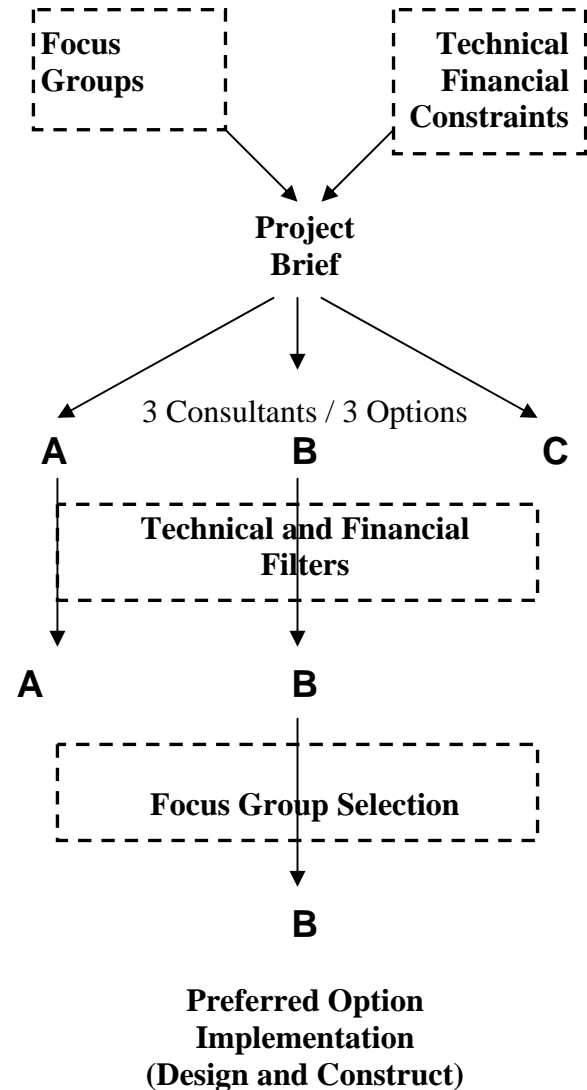 Focus
Groups
Technical
Financial
Constraints
Project
Brief
3 Consultants / 3 Options
A B C
Technical and Financial
Filters
A B
Focus Group Selection
B
Preferred Option
Implementation
(Design and Construct)